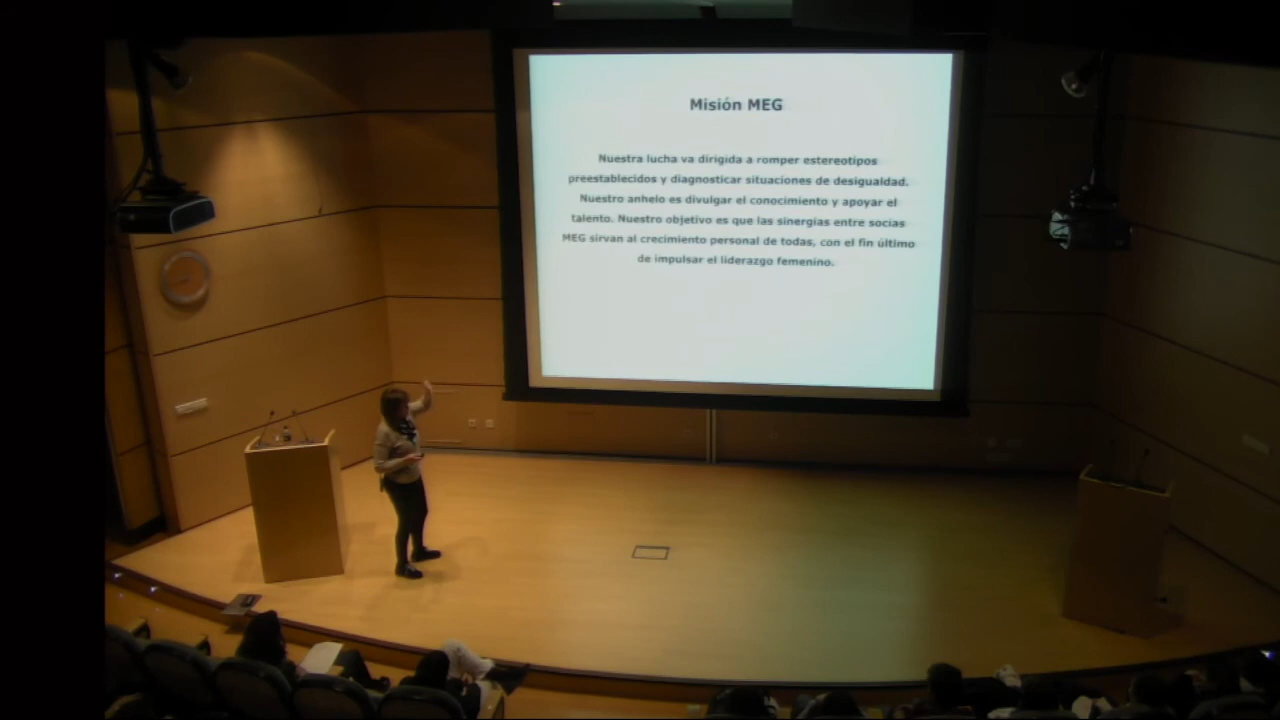 Misión MEG
Nuestra lucha va dirigida a romper estereotipos
preestablecidos y diagnosticar situaciones de desigualdad.
Nuestro anhelo es divulgar el conocimiento y apoyar el
talento. Nuestro objetivo es que las sinergias entre socias
MEG sirvan al crecimiento personal de todas, con el fin último
de impulsar el liderazgo femenino.